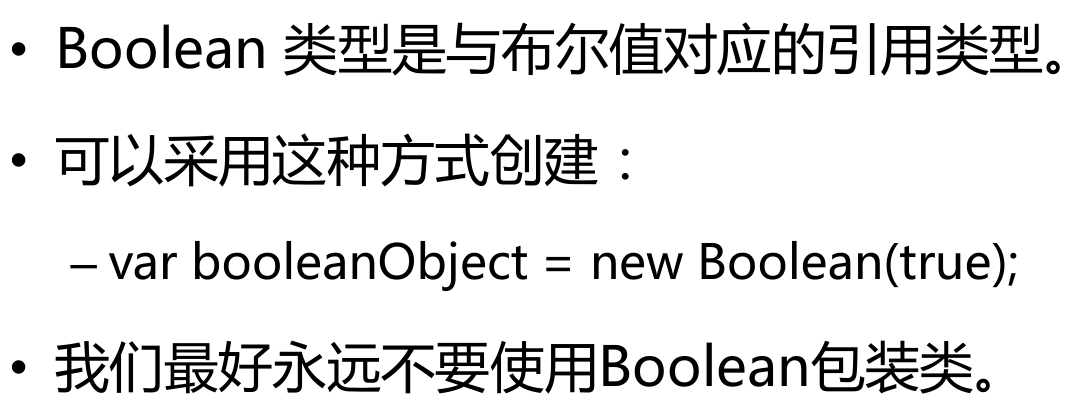 • Boolean 类型是与布尔值对应的引用类型。
• 可以采用这种方式创建：
– var booleanObject = new Boolean(true);
• 我们最好永远不要使用Boolean包装类。